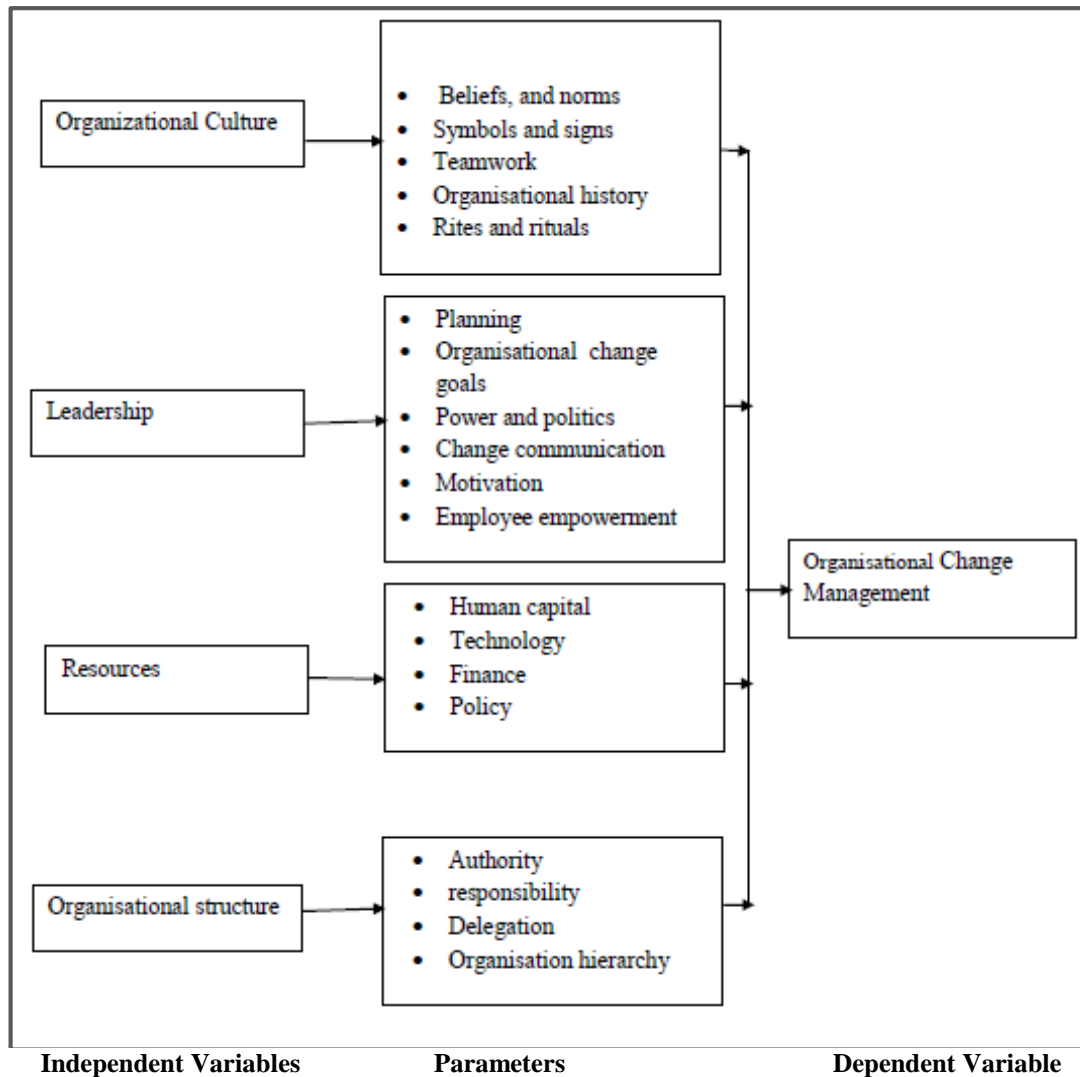 Organizational Culture
• Beliefs, and norms
• Symbols and signs
• Teamwork
• Organisational history
• Rites and rituals
Leadership
• Planning
• Organisational change
goals
• Power and politics
• Change communication
• Motivation
• Employee empowerment
Resources
• Human capital
• Technology
• Finance
• Policy
Organisational structure
• Authority
• responsibility
• Delegation
• Organisation hierarchy
Organisational Change
Management
Independent Variables Parameters Dependent Variable